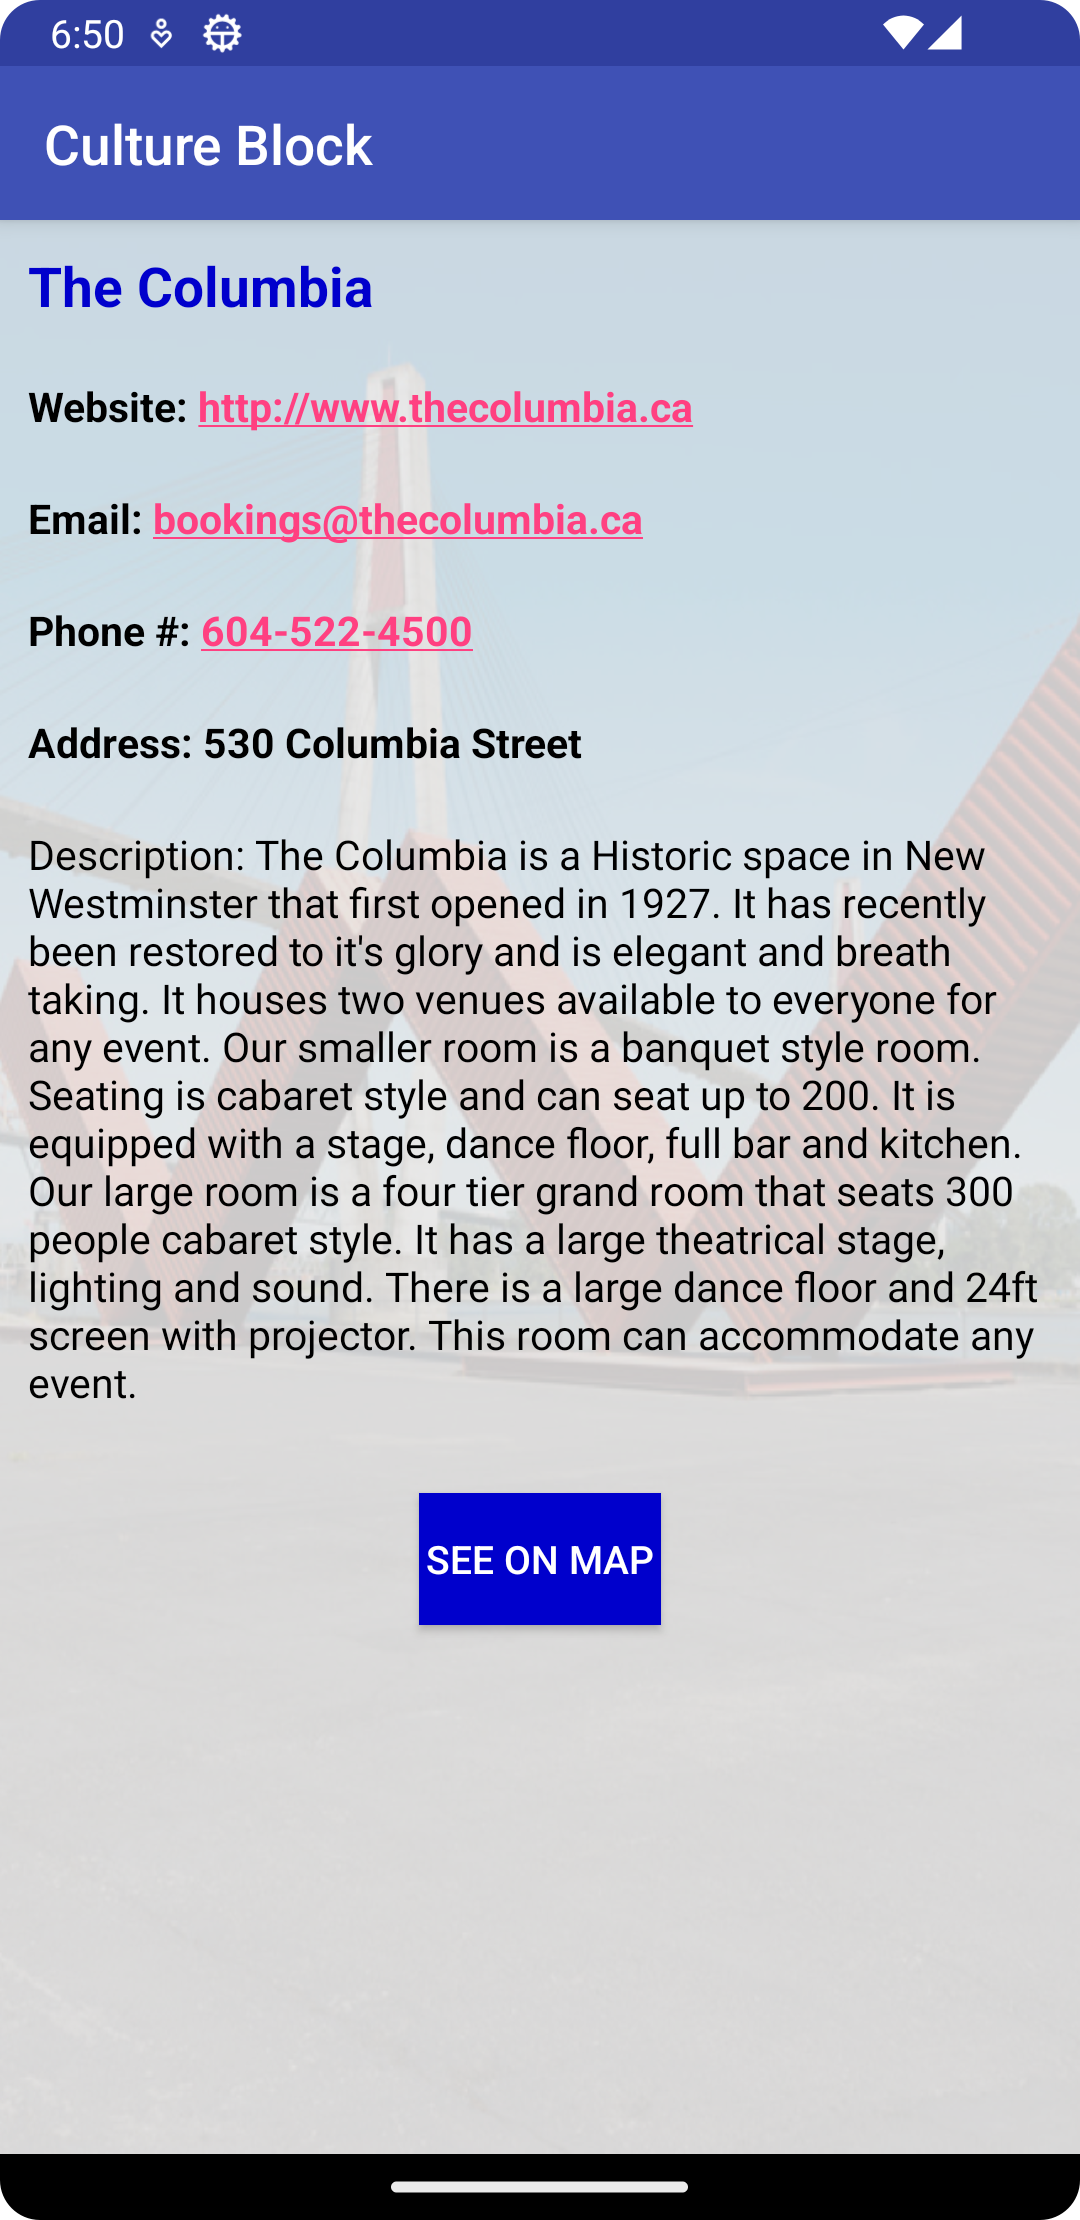 6:50
Culture Block
The Columbia
Website: http://www.thecolumbia.ca
Email: bookings@thecolumbia.ca
Phone #: 604-522-4500
Address: 530 Columbia Street
Description: The Columbia is a Historic space in New
Westminster that first opened in 1927. It has recently
been restored to it's glory and is elegant and breath
taking. It houses two venues available to everyone for
any event. Our smaller room is a banquet style room.
Seating is cabaret style and can seat up to 200. It is
equipped with a stage, dance floor, full bar and kitchen.
Our large room is a four tier grand room that seats 300
people cabaret style. It has a large theatrical stage,
lighting and sound. There is a large dance floor and 24ft
screen with projector. This room can accommodate any
event.
SEE ON MAP